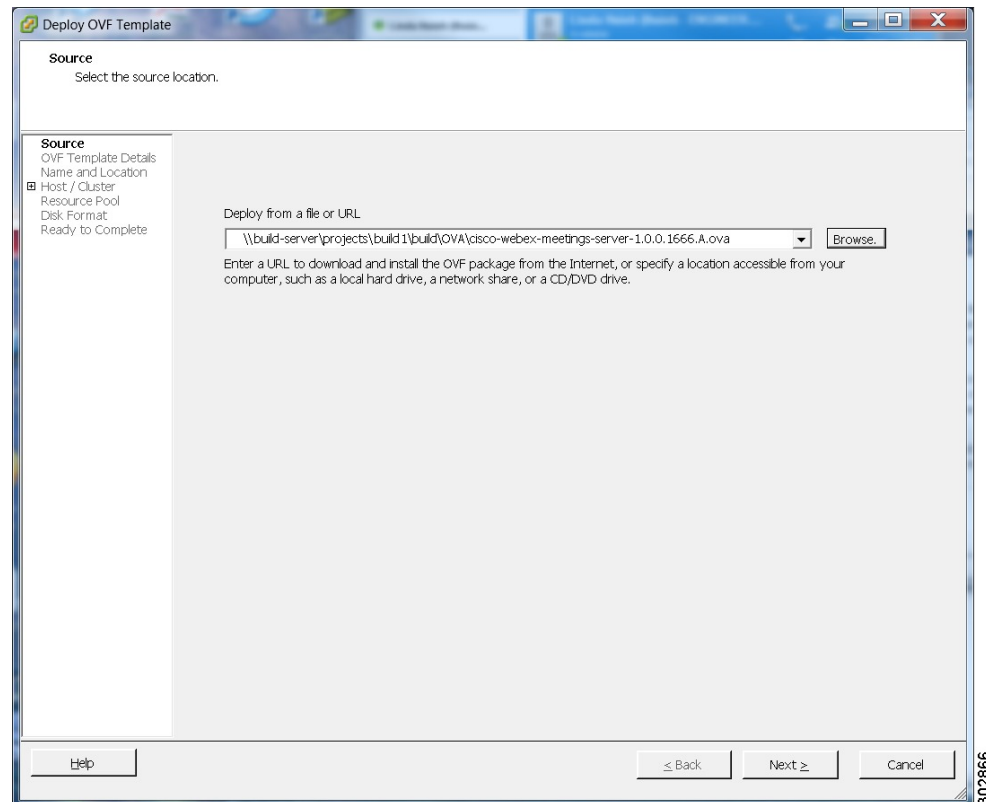 Deploy OVF Template
Source
Select the source location.
Source
OVF Template Details
Name and Location
Host / Cluster
Resource Pool
Disk Format
Ready to Complete
Deploy from a file or URL
\\build-server\projects\build1\build\OVA\cisco-webex-meetings-server-1.0.0.1666.A.ova
Browse.
Enter a URL to download and install the OVF package from the Internet, or specify a location accessible from your
computer, such as a local hard drive, a network share, or a CD/DVD drive.
Help
≤ Back
Next ≥
Cancel
302866